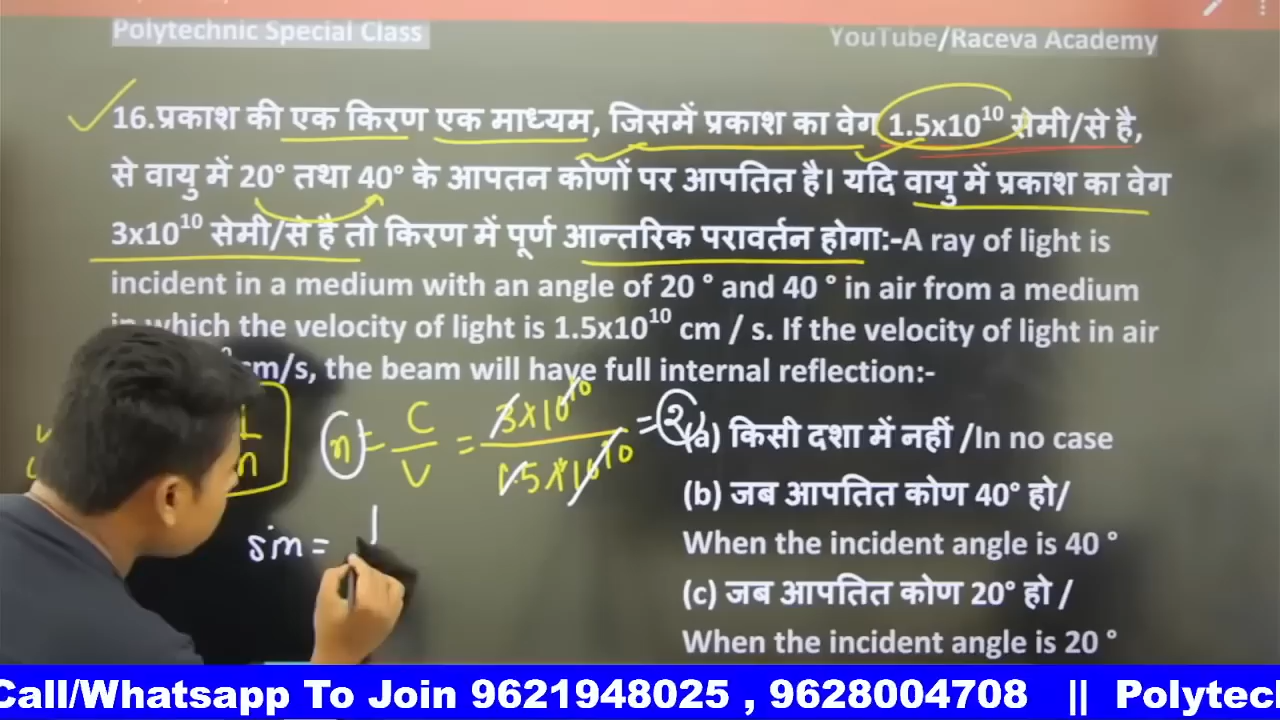 Polytechnic Special Class
YouTube/Raceva Academy
16.प्रकाश की एक किरण एक माध्यम, जिसमें प्रकाश का वेग 1.5x10¹⁰ सेमी/से है,
से वायु में 20° तथा 40° के आपतन कोणों पर आपतित है। यदि वायु में प्रकाश का वेग
3x10¹⁰ सेमी/से है तो किरण में पूर्ण आन्तरिक परावर्तन होगा:-A ray of light is
incident in a medium with an angle of 20 ° and 40 ° in air from a medium
which the velocity of light is 1.5x10¹⁰ cm / s. If the velocity of light in air
cm/s, the beam will have full internal reflection:-
n = C/V = 3x10¹⁰/1.5x10¹⁰ = 2
sin = 1
(a) किसी दशा में नहीं /In no case
(b) जब आपतित कोण 40° हो/
When the incident angle is 40 °
(c) जब आपतित कोण 20° हो /
When the incident angle is 20 °
Call/Whatsapp To Join 9621948025 , 9628004708 || Polytec